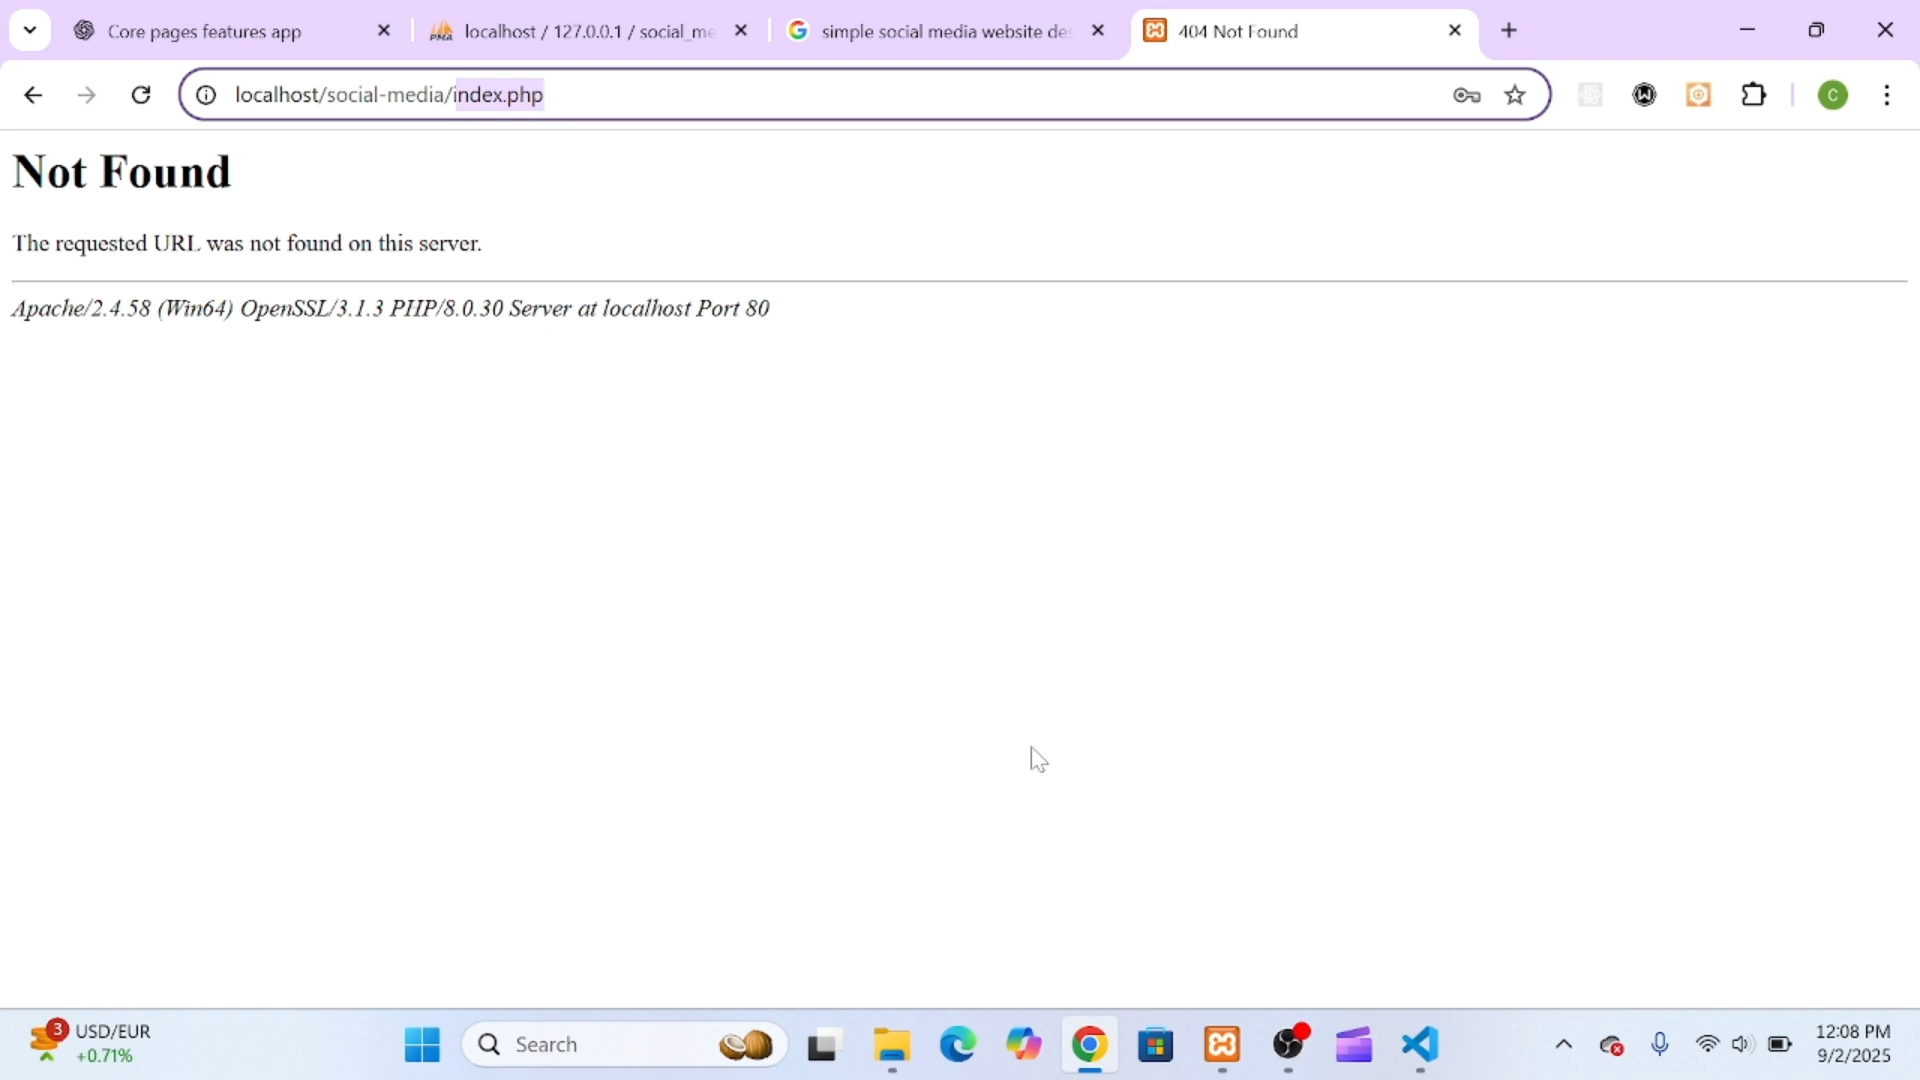 Core pages features app
PMA
localhost / 127.0.0.1 / social_me
simple social media website de
404 Not Found
localhost/social-media/index.php
C
Not Found
The requested URL was not found on this server.
Apache/2.4.58 (Win64) OpenSSL/3.1.3 PHP/8.0.30 Server at localhost Port 80
3
USD/EUR
+0.71%
Search
12:08 PM
9/2/2025